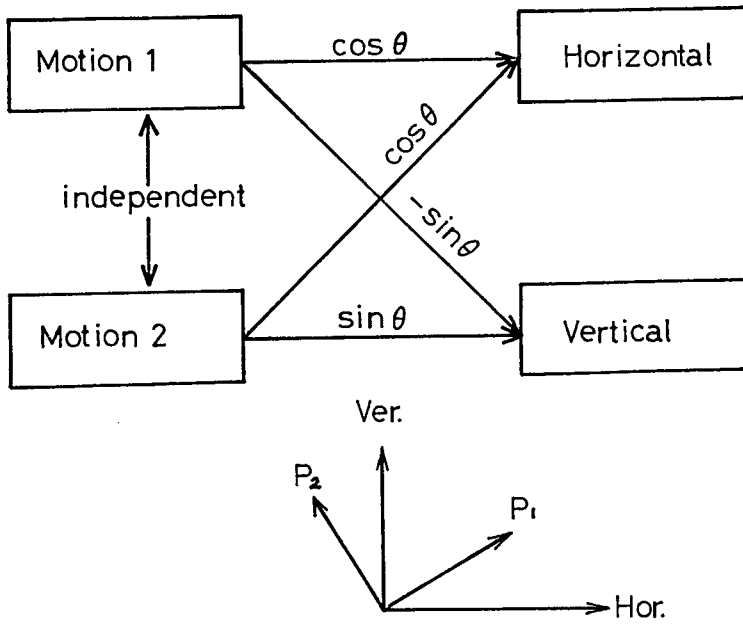 Motion 1
cos θ
Horizontal
cos θ
independent
-sin θ
Motion 2
sin θ
Vertical
Ver.
P₂
P₁
Hor.